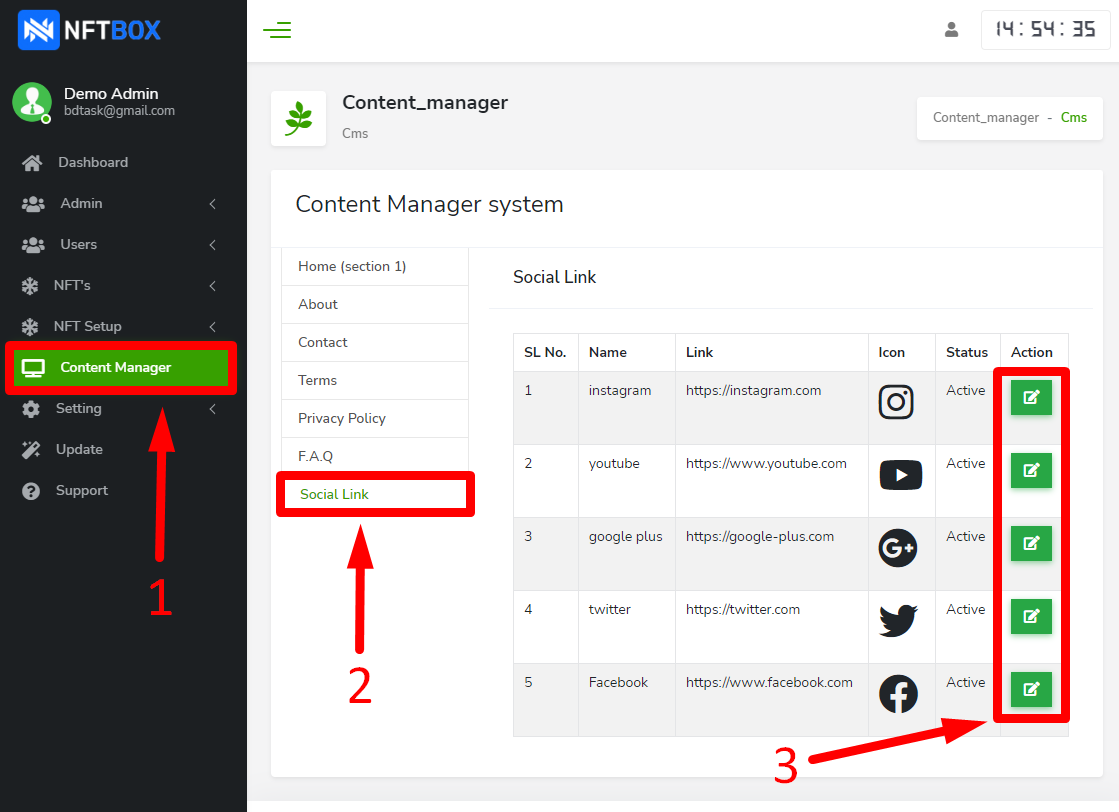 NFTBOX
14:54:35
Demo Admin
bdtask@gmail.com
Content_manager
Cms
Content_manager - Cms
Dashboard
Admin
Users
NFT's
NFT Setup
Content Manager
Setting
Update
Support
1
Content Manager system
Home (section 1)
About
Contact
Terms
Privacy Policy
F.A.Q
Social Link
2
Social Link
SL No. Name Link Icon Status Action
1 instagram https://instagram.com Active
2 youtube https://www.youtube.com Active
3 google plus https://google-plus.com G+ Active
4 twitter https://twitter.com Active
5 Facebook https://www.facebook.com Active
3